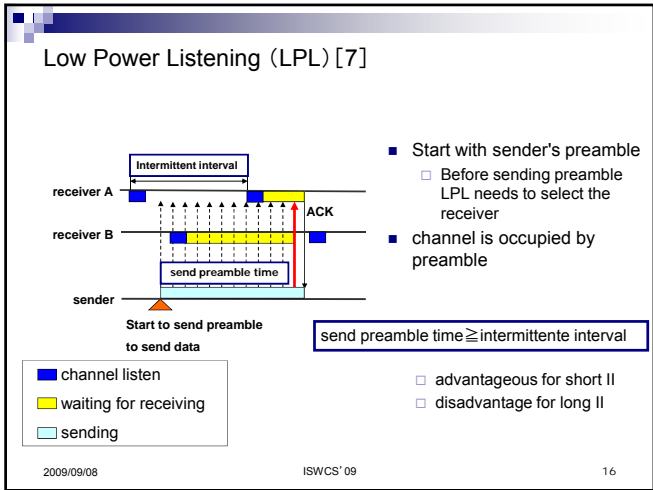 Low Power Listening (LPL) [7]
Intermittent interval
receiver A
ACK
receiver B
send preamble time
sender
Start to send preamble
to send data
channel listen
waiting for receiving
sending
Start with sender's preamble
Before sending preamble
LPL needs to select the
receiver
channel is occupied by
preamble
send preamble time≧intermittente interval
advantageous for short II
disadvantage for long II
2009/09/08
ISWCS'09
16